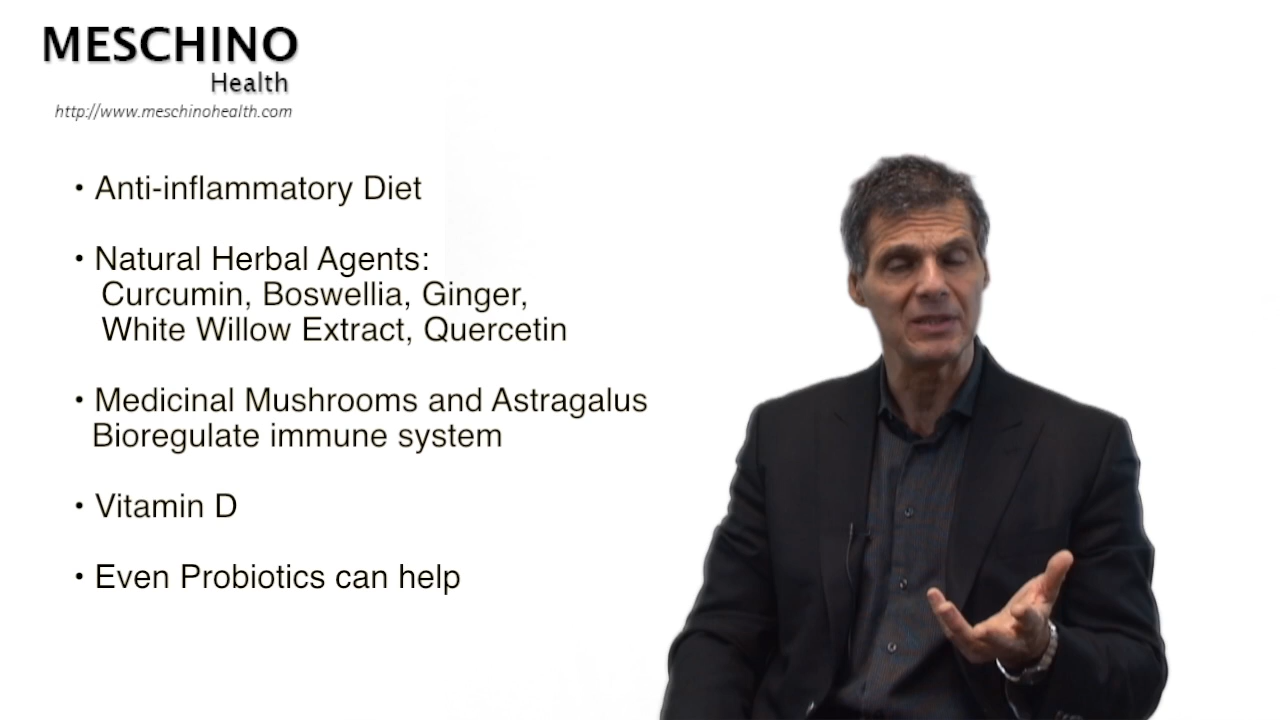 MESCHINO
Health
http://www.meschinohealth.com
• Anti-inflammatory Diet
• Natural Herbal Agents:
Curcumin, Boswellia, Ginger,
White Willow Extract, Quercetin
• Medicinal Mushrooms and Astragalus
Bioregulate immune system
• Vitamin D
• Even Probiotics can help